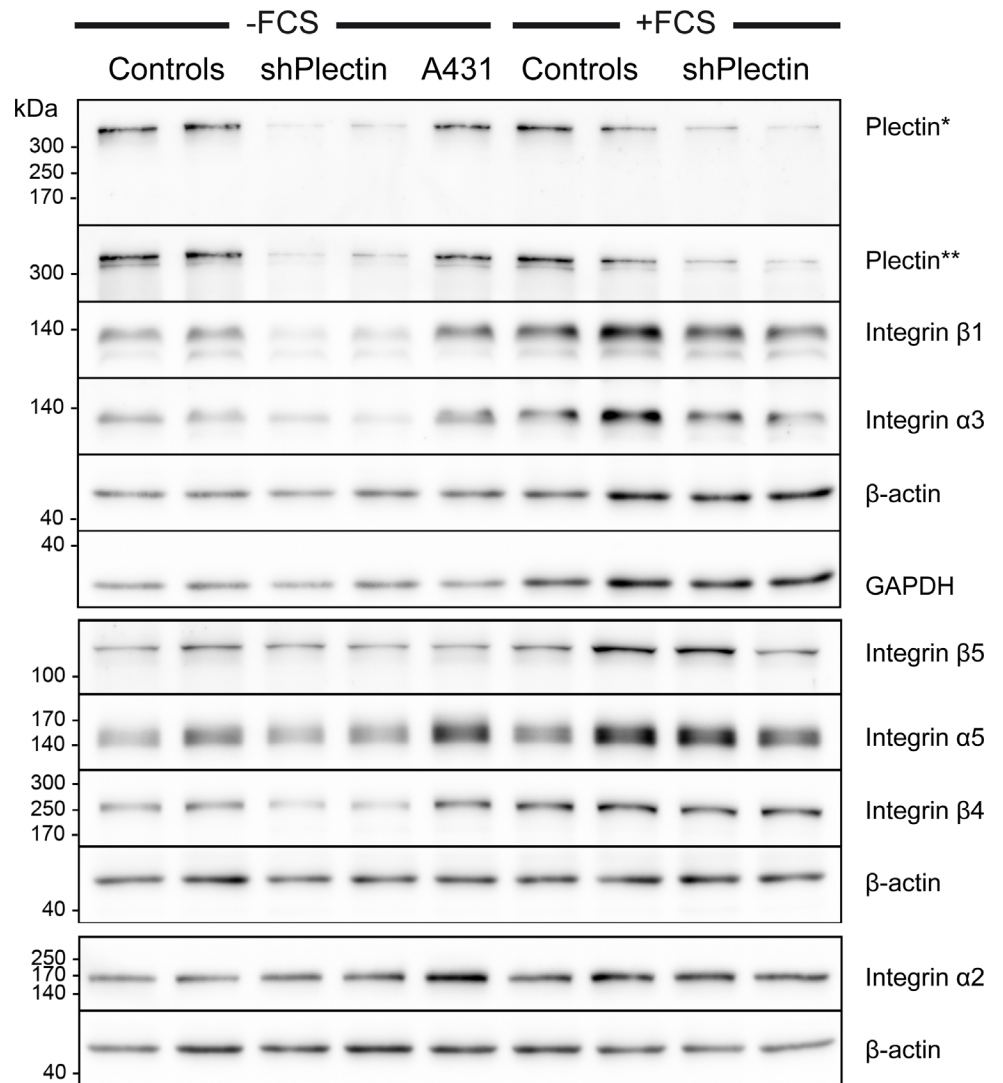 -FCS +FCS
Controls shPlectin A431 Controls shPlectin
kDa
Plectin*
300
250
170
Plectin**
300
140
Integrin β1
140
Integrin α3
β-actin
40
40
GAPDH
Integrin β5
100
170
Integrin α5
140
300
250
Integrin β4
170
β-actin
40
250
170
Integrin α2
140
β-actin
40